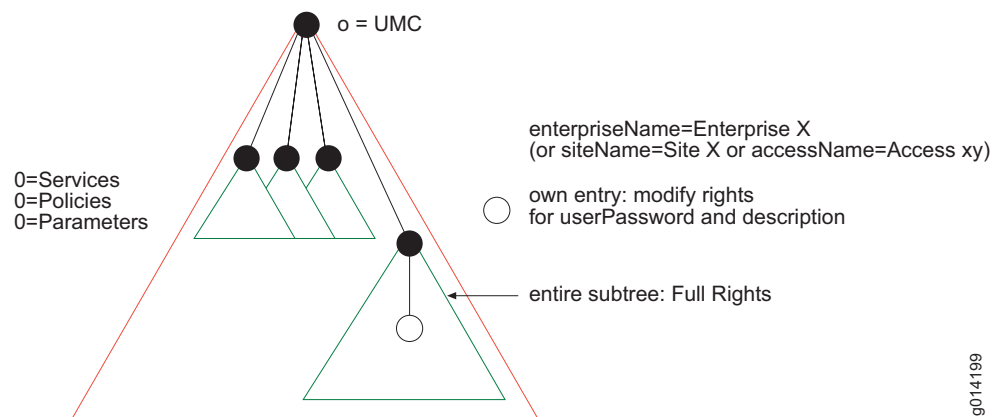 o = UMC
enterpriseName=Enterprise X
(or siteName=Site X or accessName=Access xy)
0=Services
0=Policies
0=Parameters
own entry: modify rights
for userPassword and description
entire subtree: Full Rights
g014199